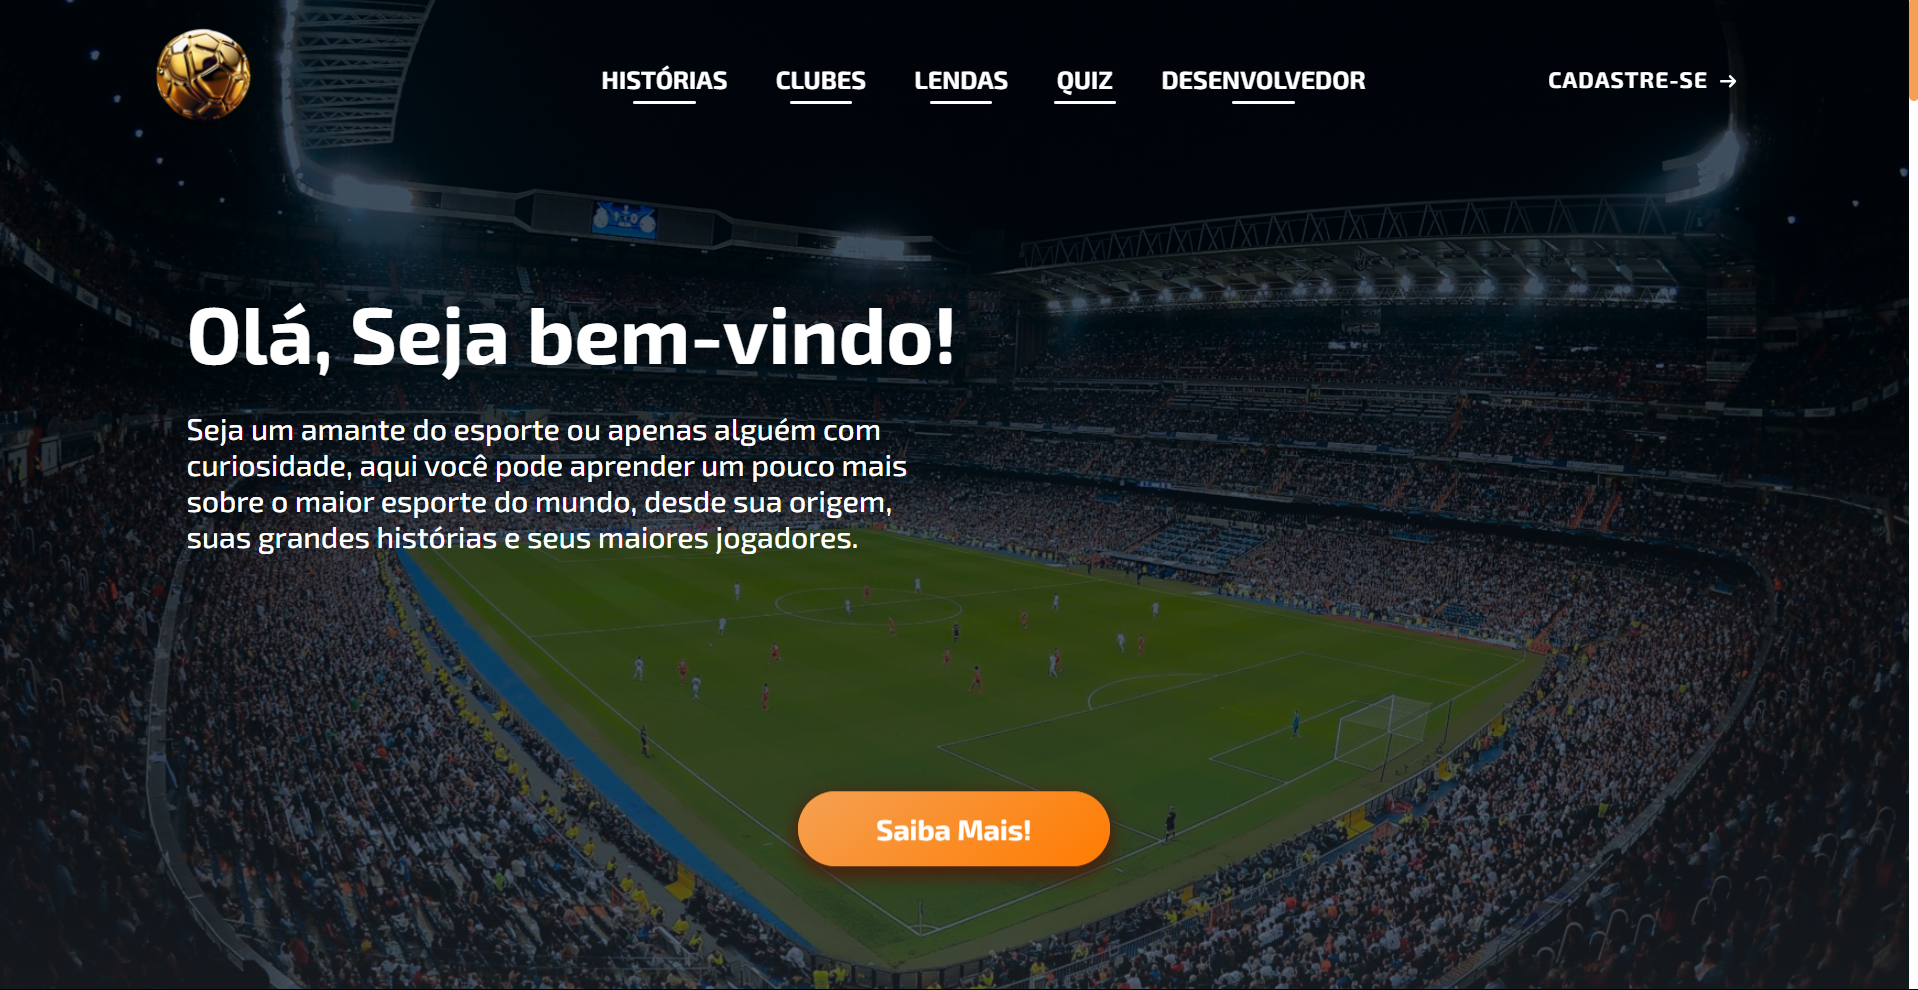 HISTÓRIAS CLUBES LENDAS QUIZ DESENVOLVEDOR CADASTRE-SE →
Olá, Seja bem-vindo!
Seja um amante do esporte ou apenas alguém com
curiosidade, aqui você pode aprender um pouco mais
sobre o maior esporte do mundo, desde sua origem,
suas grandes histórias e seus maiores jogadores.
Saiba Mais!